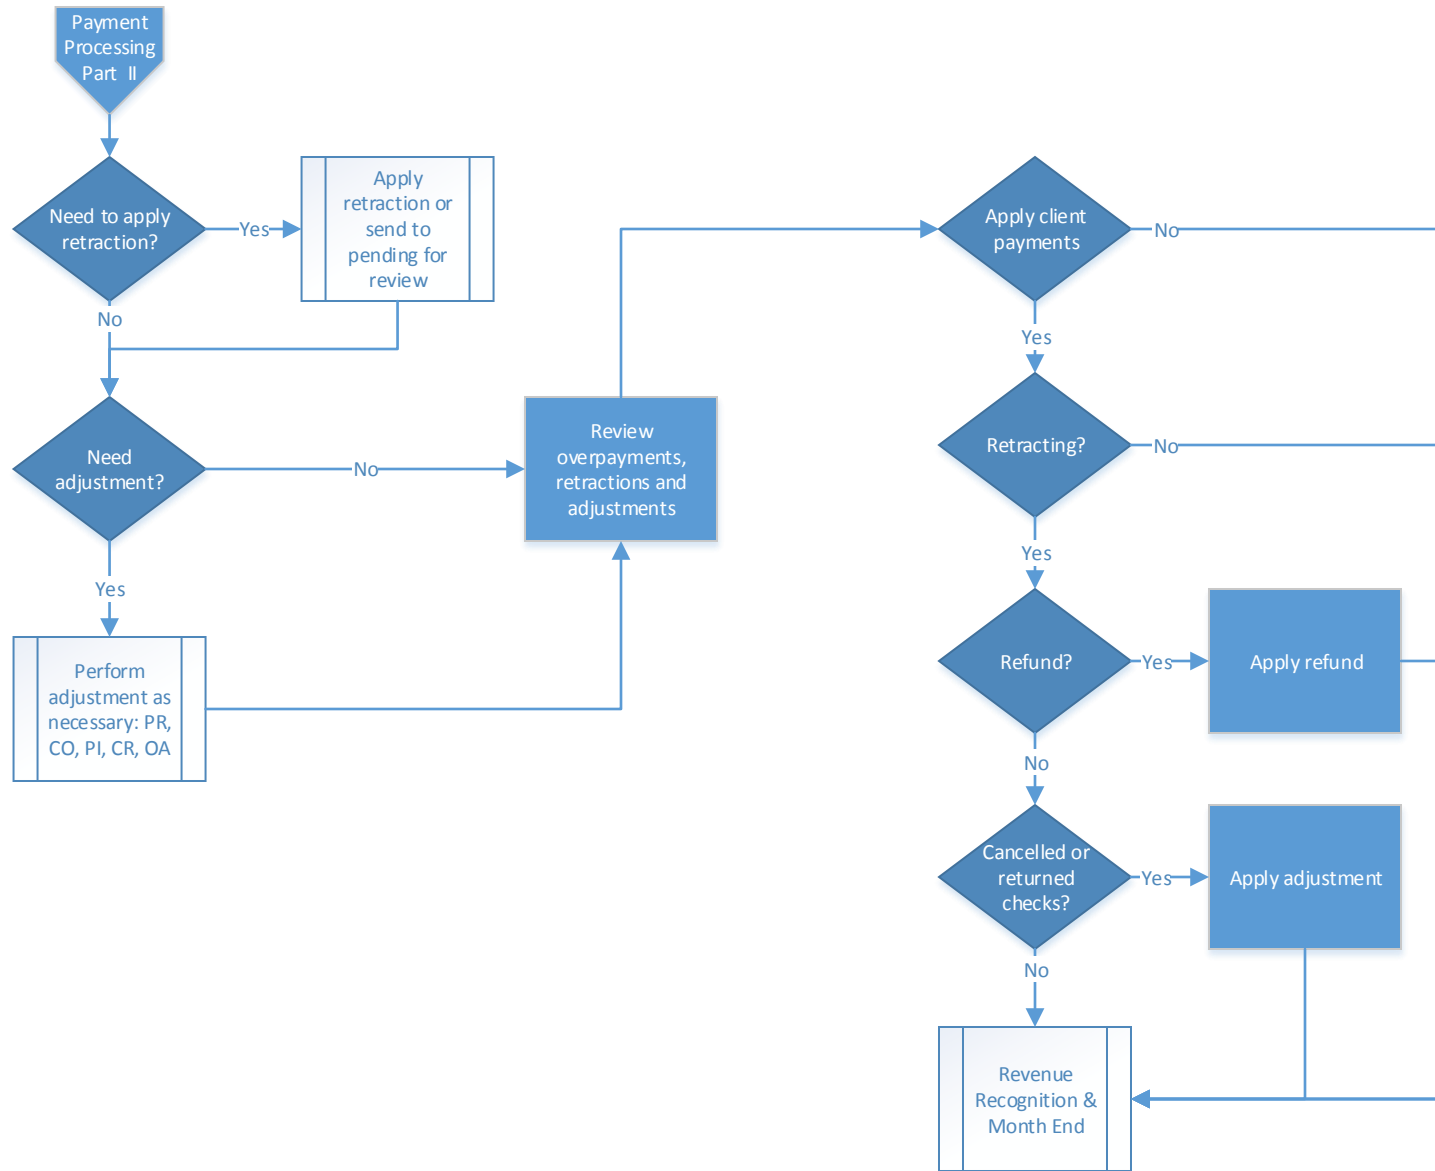 Payment
Processing
Part II
Need to apply
retraction?
Yes
Apply
retraction or
send to
pending for
review
No
Need
adjustment?
No
Yes
Perform
adjustment as
necessary: PR,
CO, PI, CR, OA
Review
overpayments,
retractions and
adjustments
Apply client
payments
No
Yes
Retracting?
No
Yes
Refund?
Yes
Apply refund
No
Cancelled or
returned
checks?
Yes
Apply adjustment
No
Revenue
Recognition &
Month End